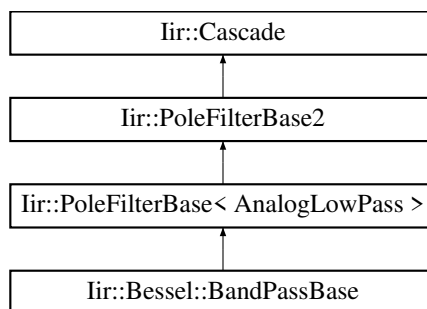 Iir::Cascade
Iir::PoleFilterBase2
Iir::PoleFilterBase< AnalogLowPass >
Iir::Bessel::BandPassBase